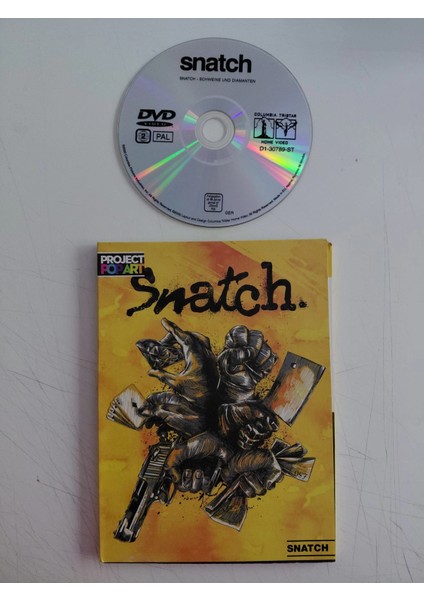 snatch
SNATCH - SCHWEINE UND DIAMANTEN
DVD
VIDEO
2 PAL
COLUMBIA TRISTAR
HOME VIDEO
D1-30789-ST
GER
PROJECT
POP ART
Snatch.
SNATCH